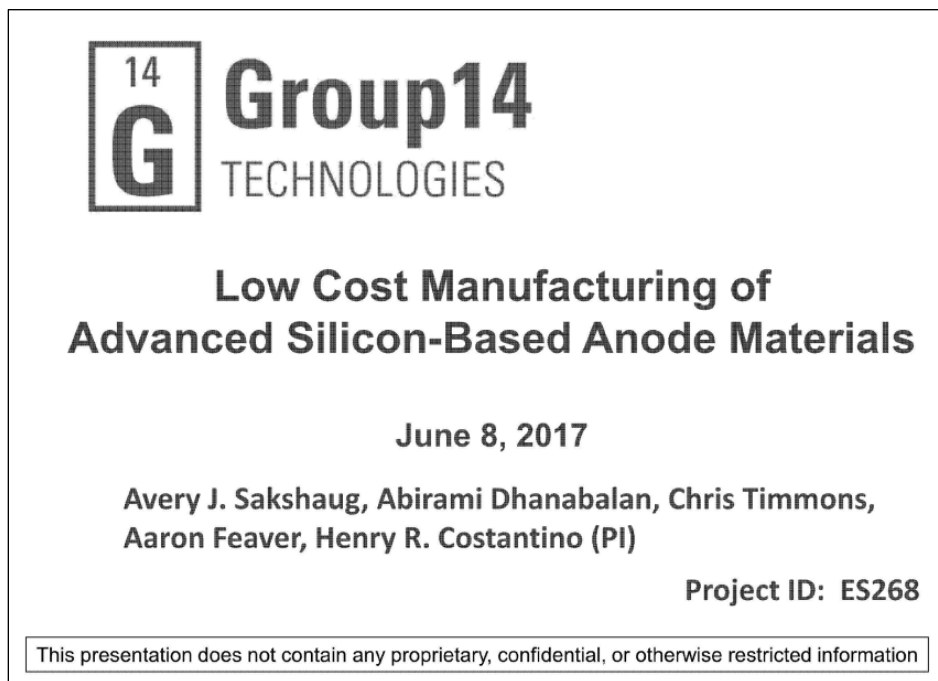 14
G
Group14
TECHNOLOGIES
Low Cost Manufacturing of
Advanced Silicon-Based Anode Materials
June 8, 2017
Avery J. Sakshaug, Abirami Dhanabalan, Chris Timmons,
Aaron Feaver, Henry R. Costantino (PI)
Project ID: ES268
This presentation does not contain any proprietary, confidential, or otherwise restricted information